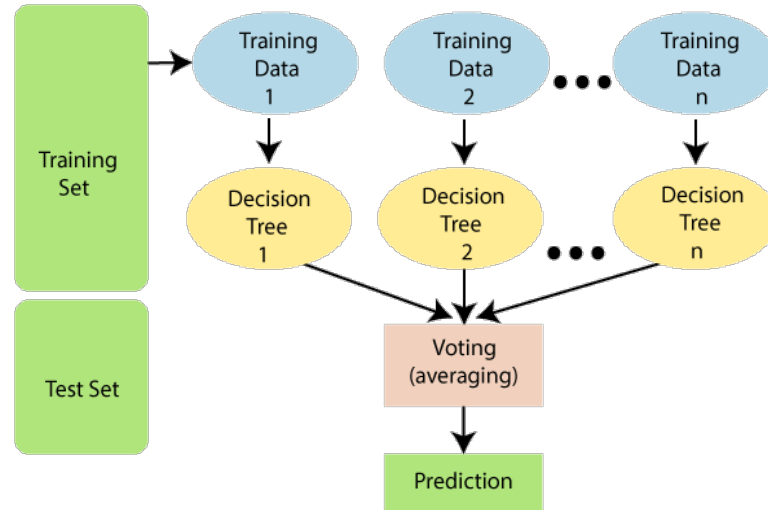 Training
Set
Test Set
Training
Data
1
Training
Data
2
Training
Data
n
Decision
Tree
1
Decision
Tree
2
Decision
Tree
n
Voting
(averaging)
Prediction